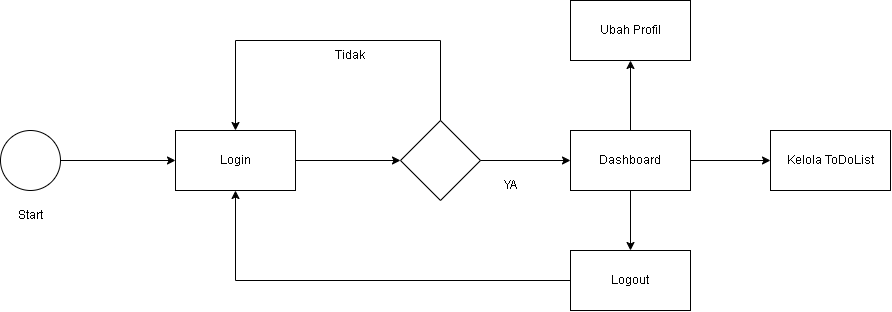 Ubah Profil
Tidak
Login
Dashboard
Kelola ToDoList
YA
Start
Logout